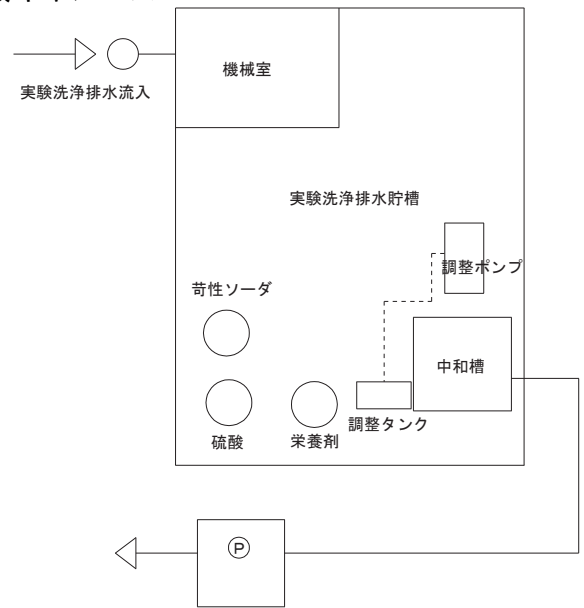 機械室
実験洗浄排水流入
実験洗浄排水貯槽
調整ポンプ
苛性ソーダ
中和槽
調整タンク
硫酸
栄養剤
P